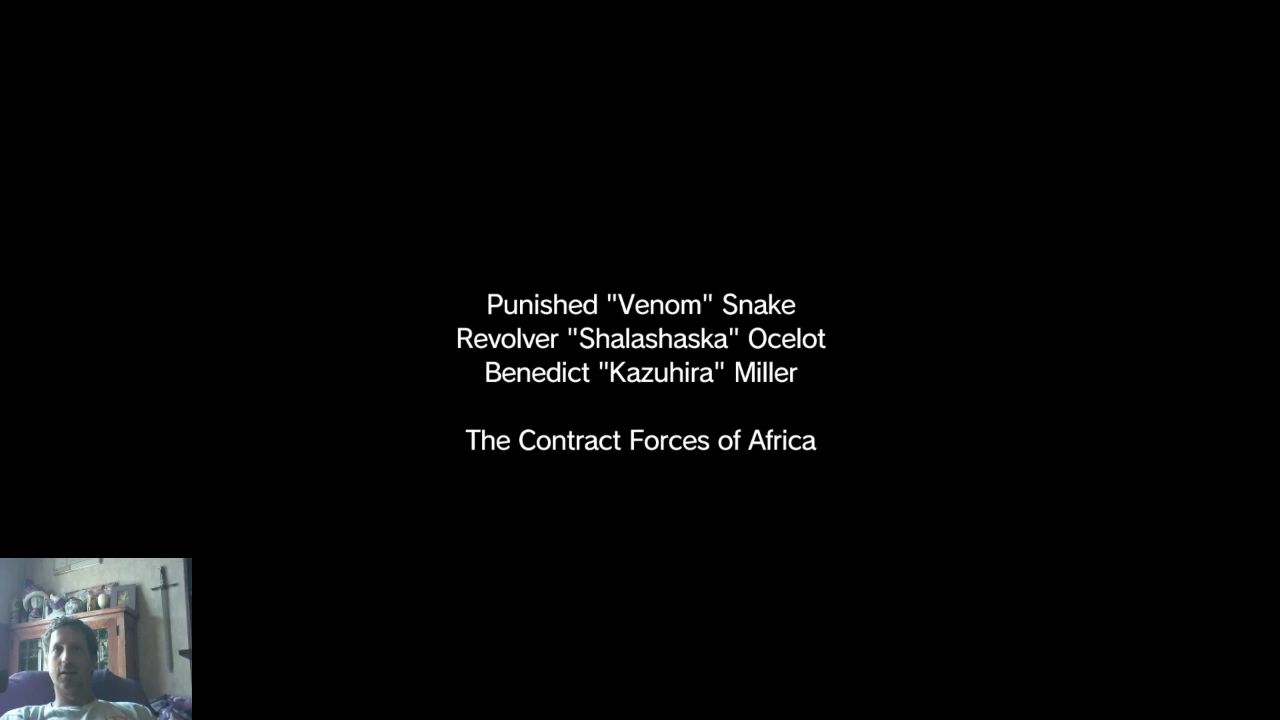 Punished "Venom" Snake
Revolver "Shalashaska" Ocelot
Benedict "Kazuhira" Miller
The Contract Forces of Africa